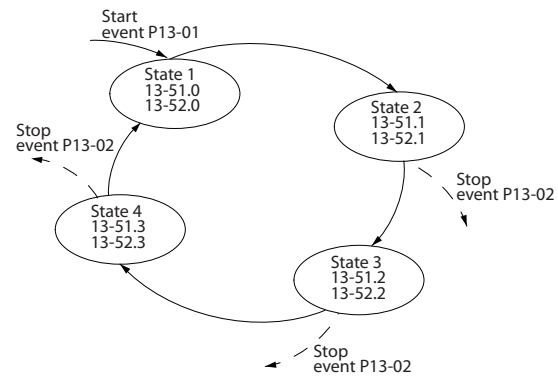 Start
event P13-01
State 1
13-51.0
13-52.0
State 2
13-51.1
13-52.1
Stop
event P13-02
Stop
event P13-02
State 4
13-51.3
13-52.3
State 3
13-51.2
13-52.2
Stop
event P13-02